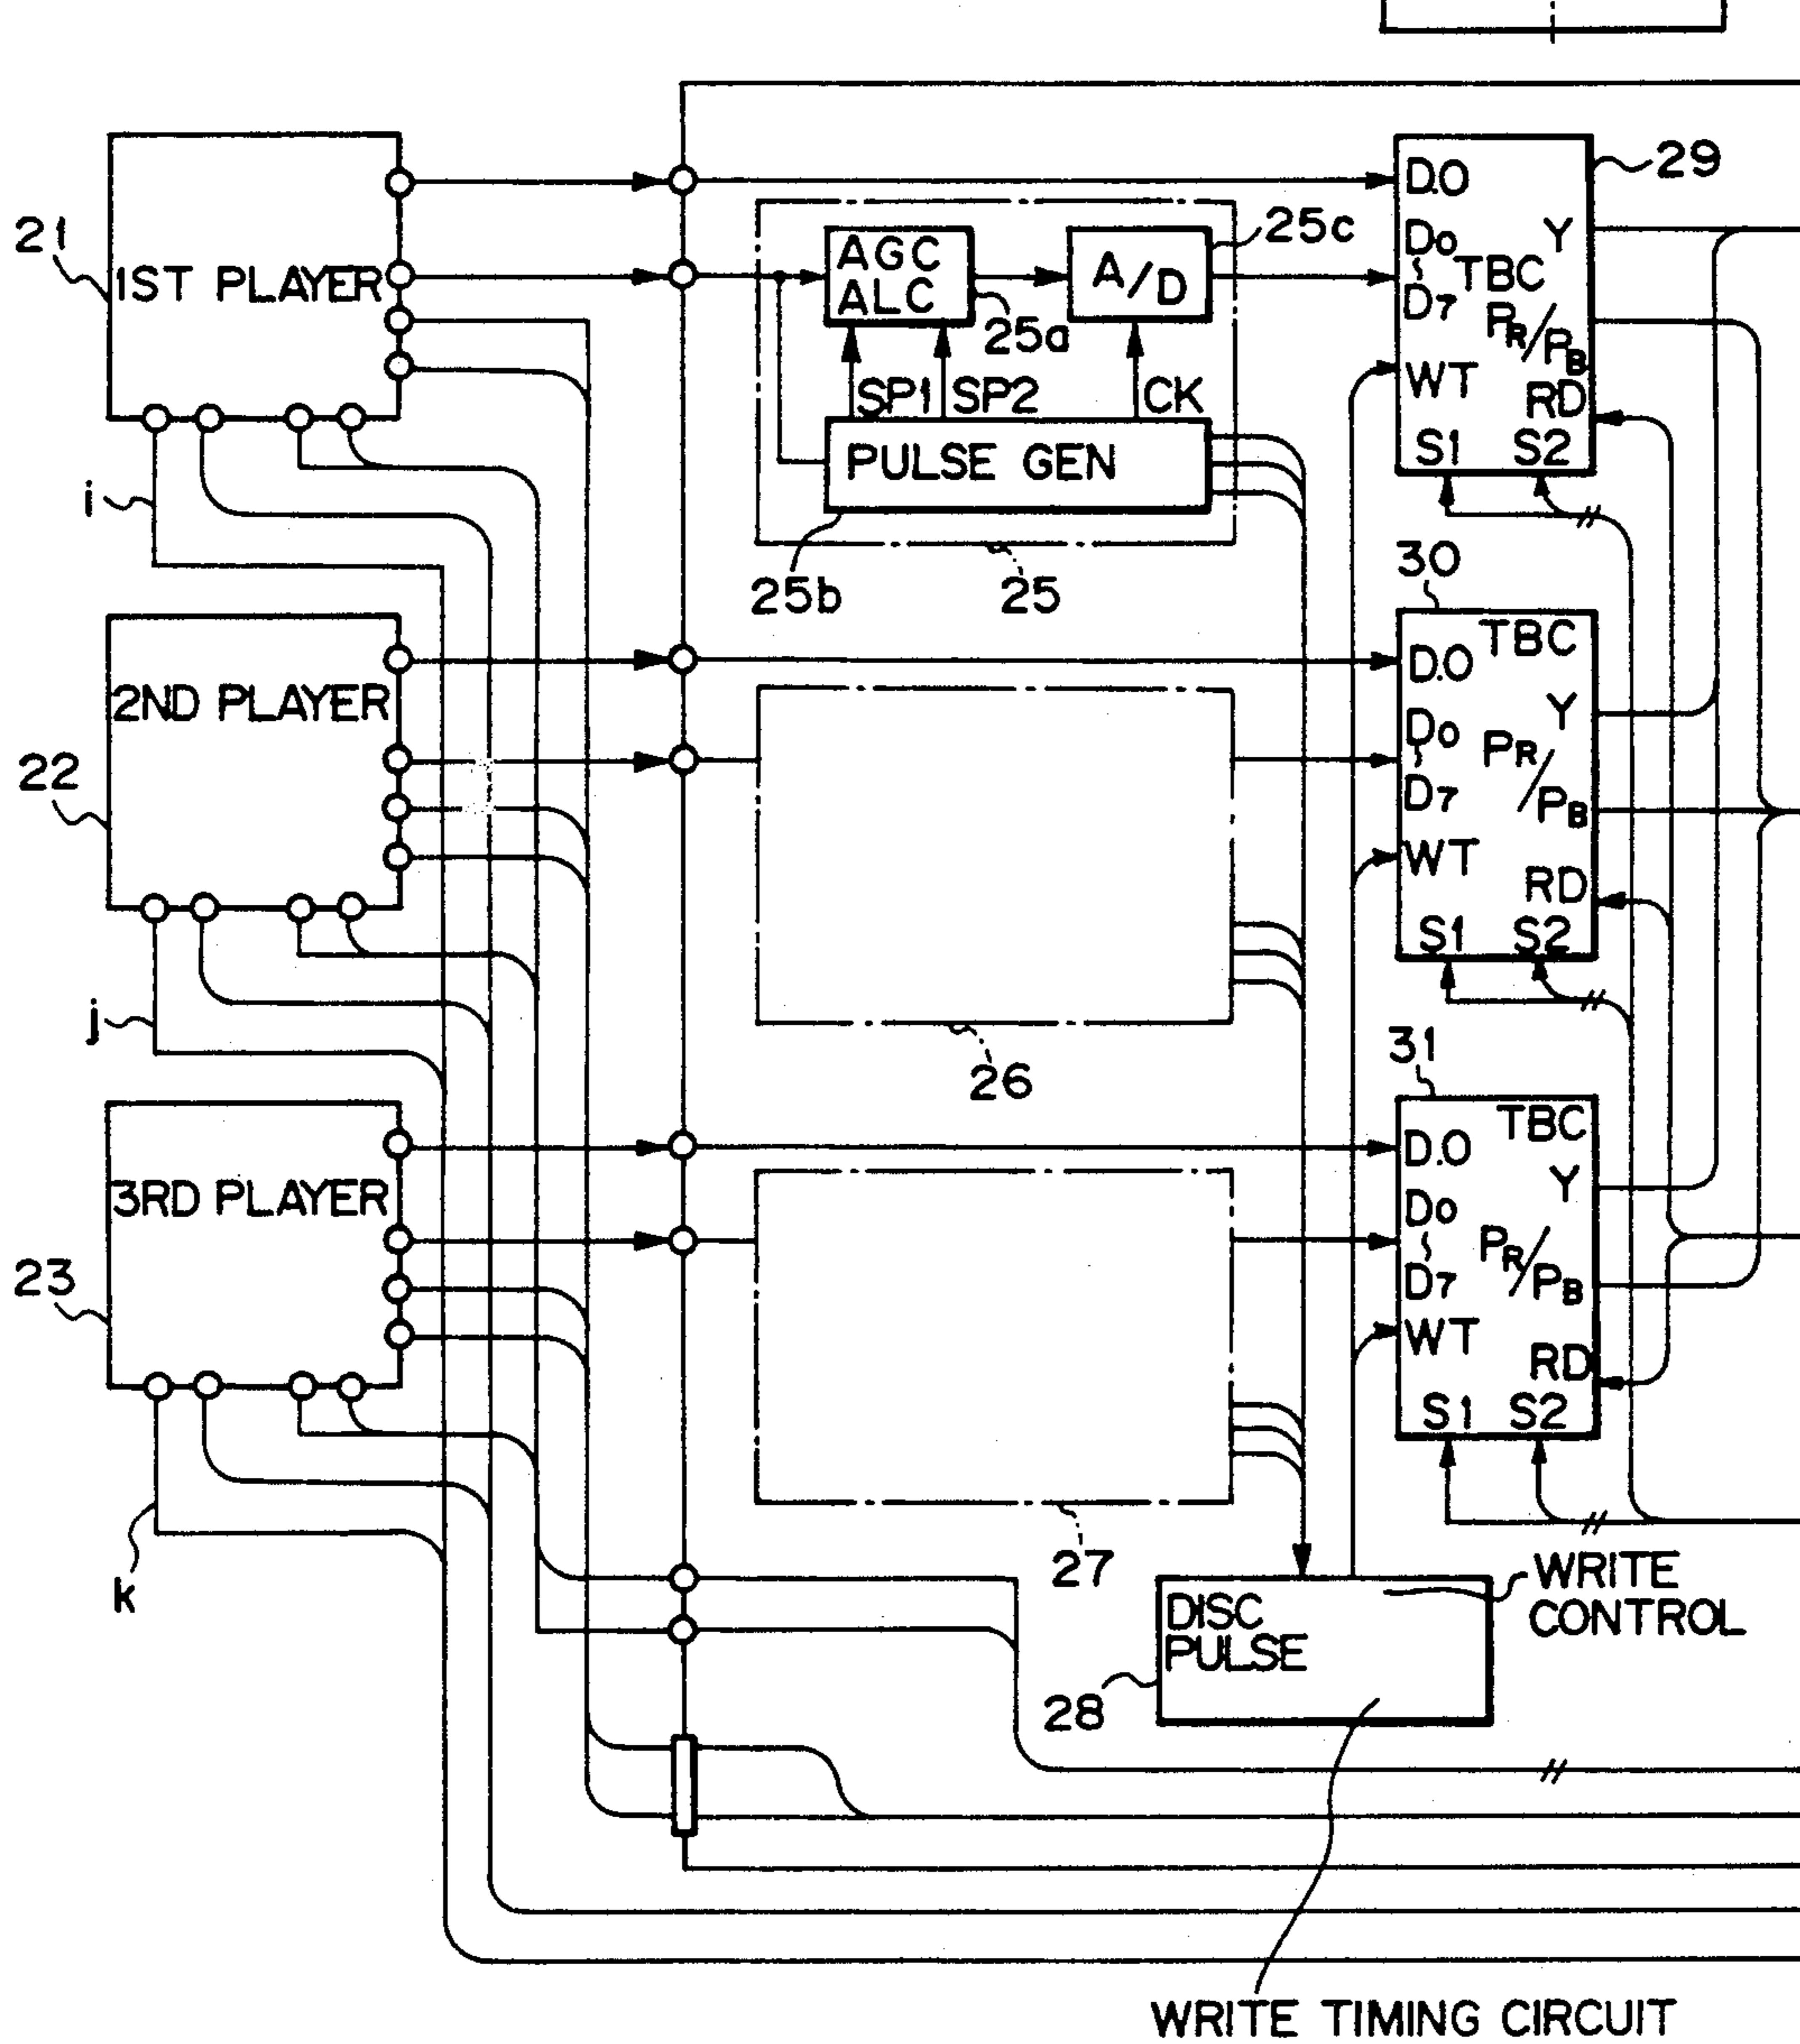 21
1ST PLAYER
i
22
2ND PLAYER
j
23
3RD PLAYER
k
AGC
ALC
25a
A/D
25c
SP1
SP2
CK
PULSE GEN
25b
25
26
27
29
D.O
Do
D7
TBC
Y
PR/PB
WT
RD
S1
S2
30
TBC
D.O
Do
D7
Y
PR/PB
WT
RD
S1
S2
31
TBC
D.O
Do
D7
Y
PR/PB
WT
RD
S1
S2
DISC
PULSE
28
WRITE
CONTROL
WRITE TIMING CIRCUIT